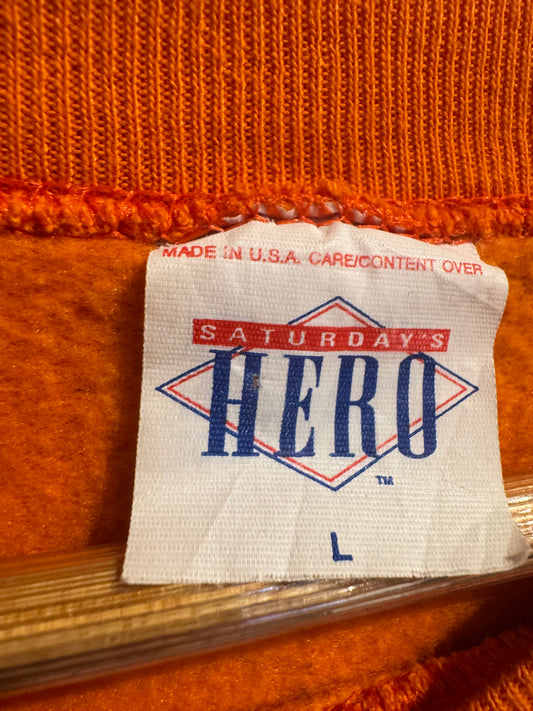 MADE IN U.S.A. CARE/CONTENT OVER
SATURDAY'S
HERO
TM
L